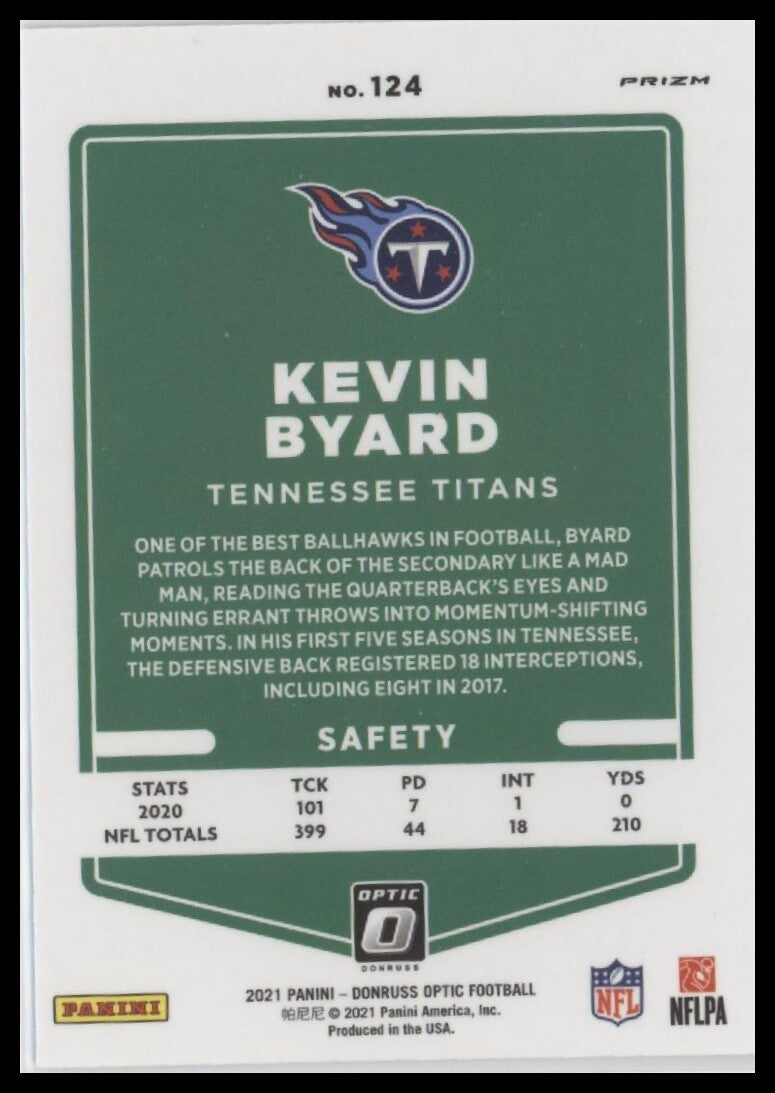 NO. 124
PRIZM
T
KEVIN
BYARD
TENNESSEE TITANS
ONE OF THE BEST BALLHAWKS IN FOOTBALL, BYARD
PATROLS THE BACK OF THE SECONDARY LIKE A MAD
MAN, READING THE QUARTERBACK'S EYES AND
TURNING ERRANT THROWS INTO MOMENTUM-SHIFTING
MOMENTS. IN HIS FIRST FIVE SEASONS IN TENNESSEE,
THE DEFENSIVE BACK REGISTERED 18 INTERCEPTIONS,
INCLUDING EIGHT IN 2017.
SAFETY
STATS TCK PD INT YDS
2020 101 7 1 0
NFL TOTALS 399 44 18 210
OPTIC
O
DONRUSS
PANINI
2021 PANINI – DONRUSS OPTIC FOOTBALL
帕尼尼 © 2021 Panini America, Inc.
Produced in the USA.
NFL
NFLPA